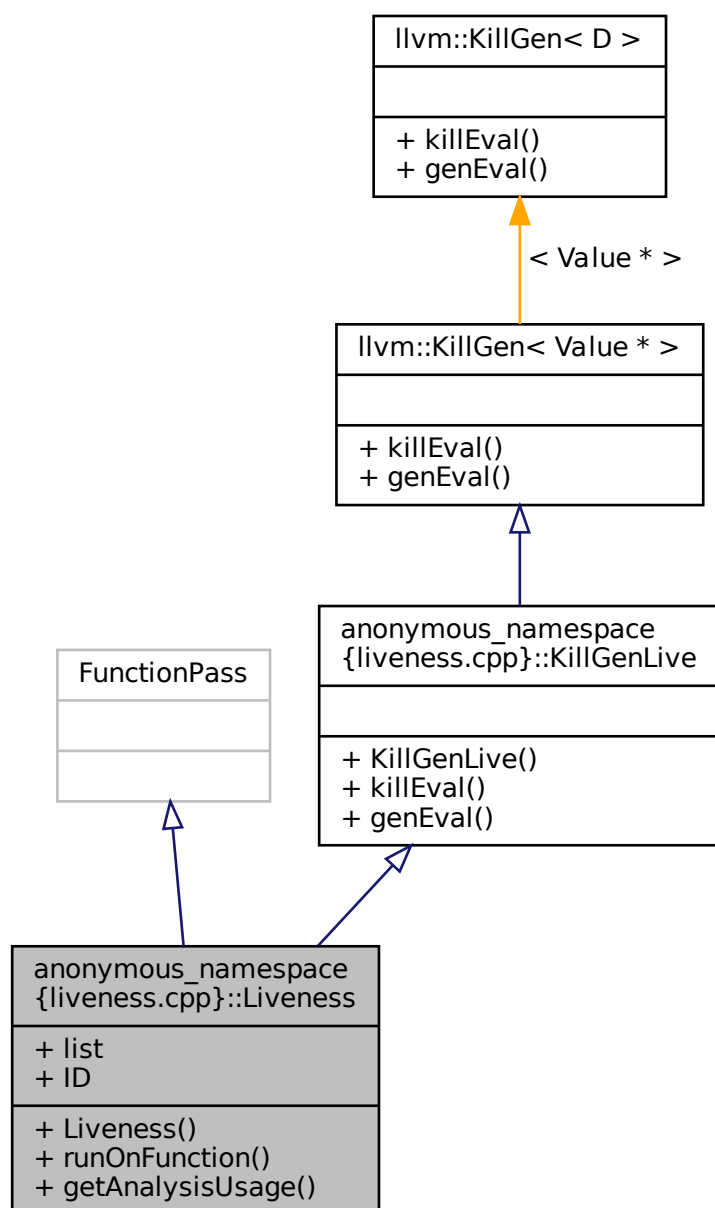 llvm::KillGen< D >
+ killEval()
+ genEval()
< Value * >
llvm::KillGen< Value * >
+ killEval()
+ genEval()
anonymous_namespace
{liveness.cpp}::KillGenLive
+ KillGenLive()
+ killEval()
+ genEval()
FunctionPass
anonymous_namespace
{liveness.cpp}::Liveness
+ list
+ ID
+ Liveness()
+ runOnFunction()
+ getAnalysisUsage()